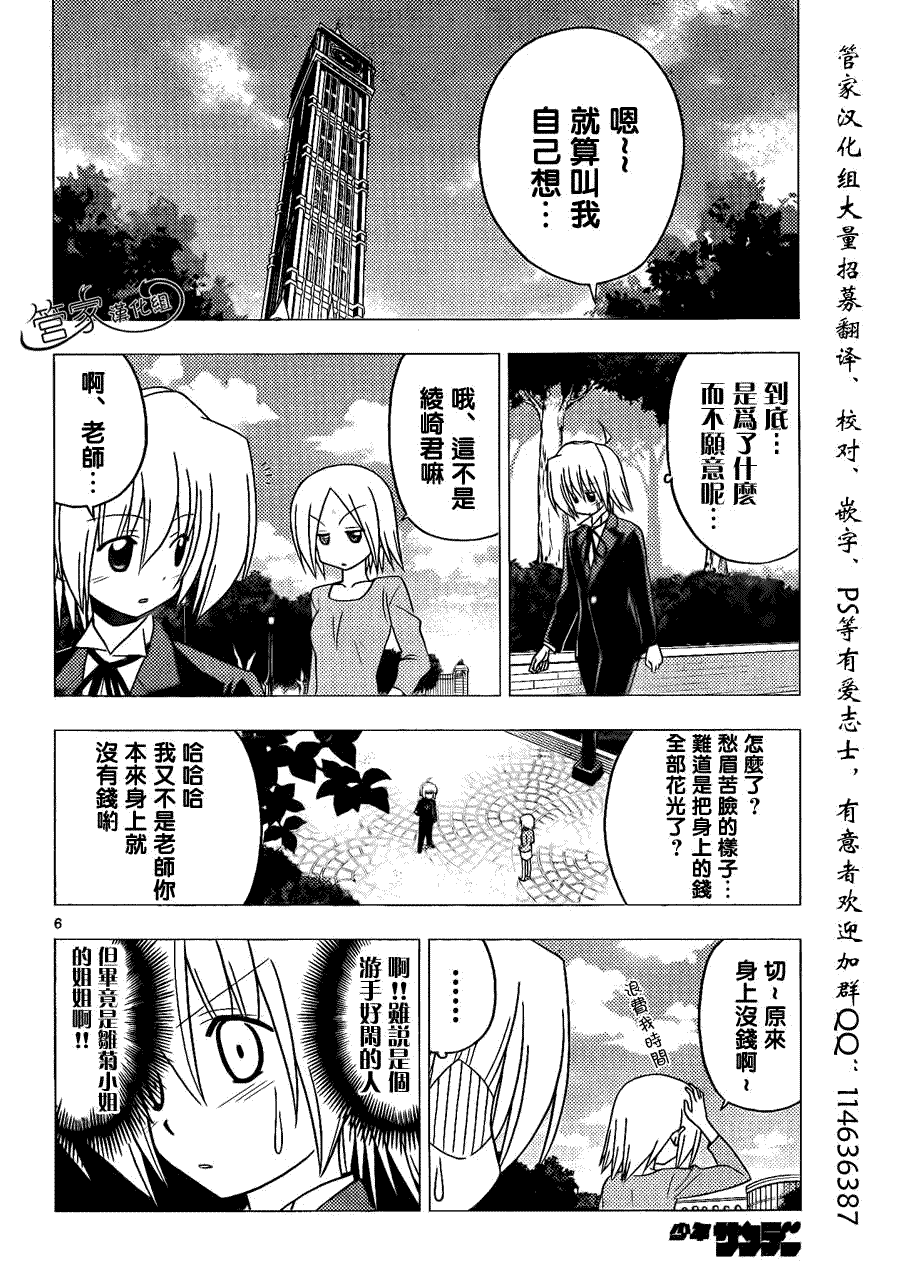 嗯~~
就算叫我
自己想…
管家
漢化组
到底…
是爲了什麼
而不願意呢…
哦、這不是
綾崎君嘛
啊、老師…
怎麼了?
愁眉苦臉的樣子…
難道是把身上的錢
全部花光了?
哈哈哈
我又不是老師你
本來身上就
沒有錢喲
6
切~原來
身上沒錢啊~
浪費我時間
……
啊!!雖說是個
游手好閑的人
但畢竟是雛菊小姐
的姐姐啊!!
少年サンデー
管家汉化组大量招募翻译、校对、嵌字、PS等有爱志士，有意者欢迎加群QQ：114636387